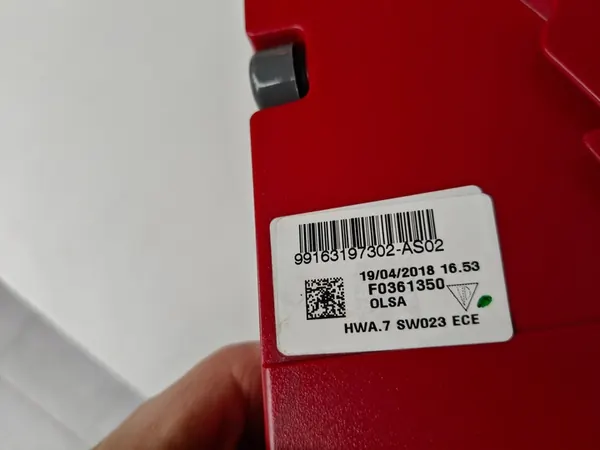 99163197302-AS02
19/04/2018 16.53
F0361350
OLSA
HWA.7 SW023 ECE